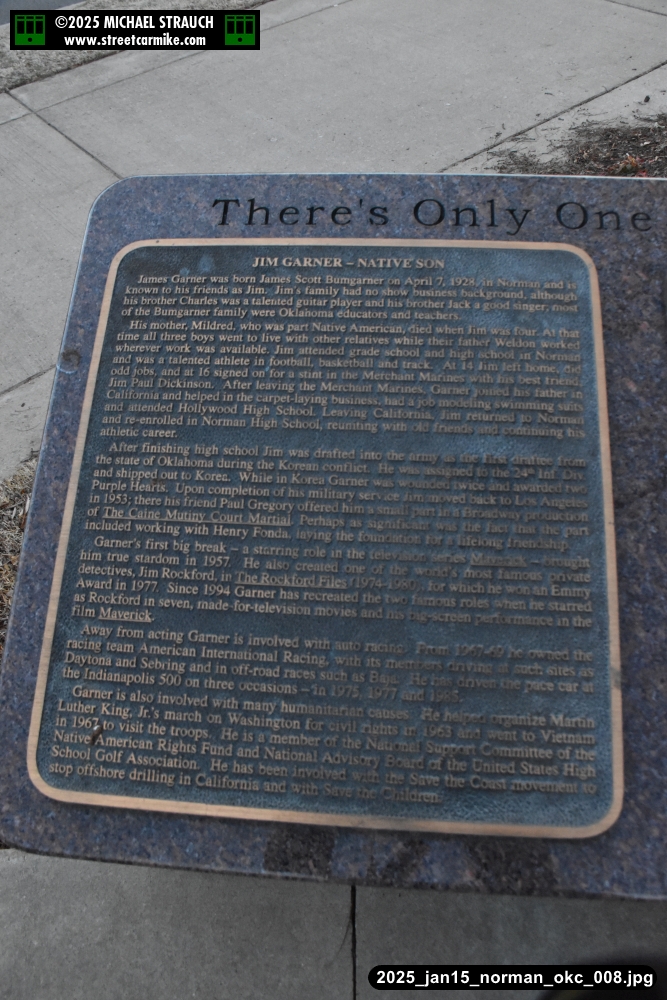 ©2025 MICHAEL STRAUCH
www.streetcarmike.com
There's Only One
JIM GARNER – NATIVE SON
James Garner was born James Scott Bumgarner on April 7, 1928, in Norman and is
known to his friends as Jim. Jim's family had no show business background, although
his brother Charles was a talented guitar player and his brother Jack a good singer, most
of the Bumgarner family were Oklahoma educators and teachers.
His mother, Mildred, who was part Native American, died when Jim was four. At that
time all three boys went to live with other relatives while their father Weldon worked
wherever work was available. Jim attended grade school and high school in Norman
and was a talented athlete in football, basketball and track. At 14 Jim left home, did
odd jobs, and at 16 signed on for a stint in the Merchant Marines with his best friend,
Jim Paul Dickinson. After leaving the Merchant Marines, Garner joined his father in
California and helped in the carpet-laying business, had a job modeling swimming suits
and attended Hollywood High School. Leaving California, Jim returned to Norman
and re-enrolled in Norman High School, reuniting with old friends and continuing his
athletic career.
After finishing high school Jim was drafted into the army as the first draftee from
the state of Oklahoma during the Korean conflict. He was assigned to the 24th Inf. Div.
and shipped out to Korea. While in Korea Garner was wounded twice and awarded two
Purple Hearts. Upon completion of his military service Jim moved back to Los Angeles
in 1953; there his friend Paul Gregory offered him a small part in a Broadway production
of The Caine Mutiny Court Martial. Perhaps as significant was the fact that the part
included working with Henry Fonda, laying the foundation for a lifelong friendship.
Garner's first big break – a starring role in the television series Maverick – brought
him true stardom in 1957. He also created one of the world's most famous private
detectives, Jim Rockford, in The Rockford Files (1974-1980), for which he won an Emmy
Award in 1977. Since 1994 Garner has recreated the two famous roles when he starred
as Rockford in seven, made-for-television movies and his big-screen performance in the
film Maverick.
Away from acting Garner is involved with auto racing. From 1967-69 he owned the
racing team American International Racing, with its members driving at such sites as
Daytona and Sebring and in off-road races such as Baja. He has driven the pace car at
the Indianapolis 500 on three occasions – in 1975, 1977 and 1985.
Garner is also involved with many humanitarian causes. He helped organize Martin
Luther King, Jr.'s march on Washington for civil rights in 1963 and went to Vietnam
in 1967 to visit the troops. He is a member of the National Support Committee of the
Native American Rights Fund and National Advisory Board of the United States High
School Golf Association. He has been involved with the Save the Coast movement to
stop offshore drilling in California and with Save the Children.
2025_jan15_norman_okc_008.jpg